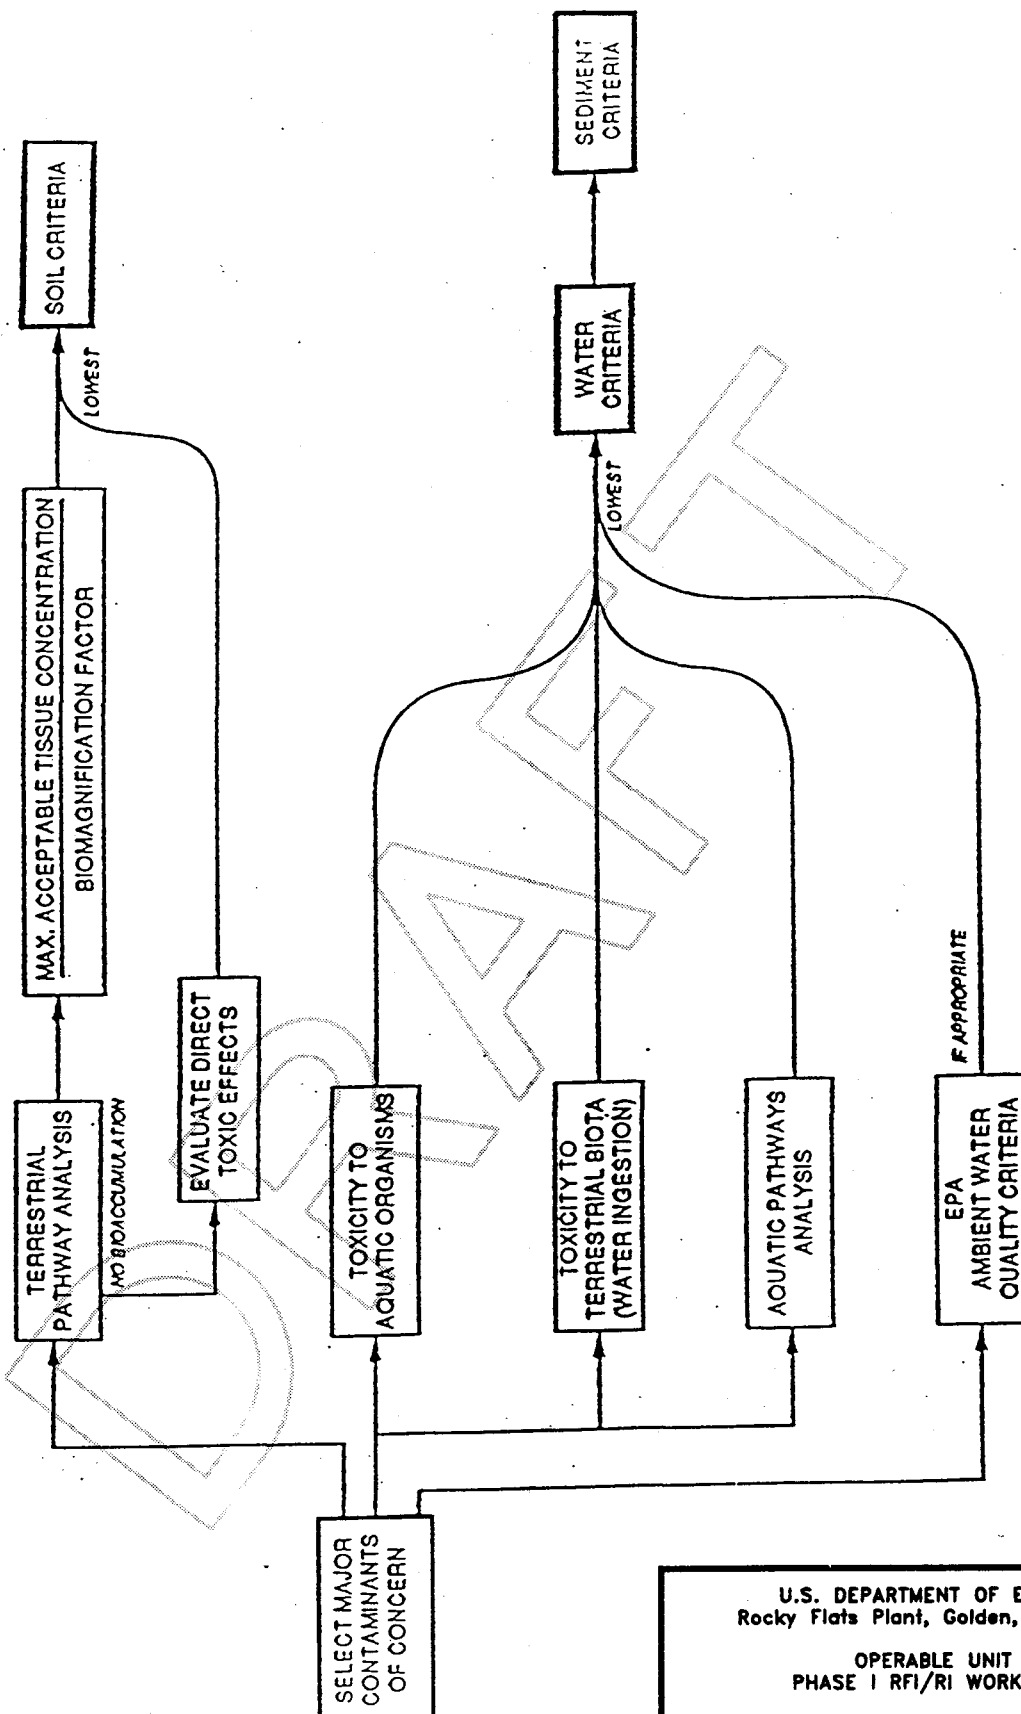 SELECT MAJOR
CONTAMINANTS
OF CONCERN
TERRESTRIAL
PATHWAY ANALYSIS
NO BIOACCUMULATION
MAX. ACCEPTABLE TISSUE CONCENTRATION
BIOMAGNIFICATION FACTOR
EVALUATE DIRECT
TOXIC EFFECTS
LOWEST
SOIL CRITERIA
TOXICITY TO
AQUATIC ORGANISMS
TOXICITY TO
TERRESTRIAL BIOTA
(WATER INGESTION)
AQUATIC PATHWAYS
ANALYSIS
EPA
AMBIENT WATER
QUALITY CRITERIA
IF APPROPRIATE
LOWEST
WATER
CRITERIA
SEDIMENT
CRITERIA
DRAFT
U.S. DEPARTMENT OF E
Rocky Flats Plant, Golden,
OPERABLE UNIT
PHASE I RFI/RI WORK